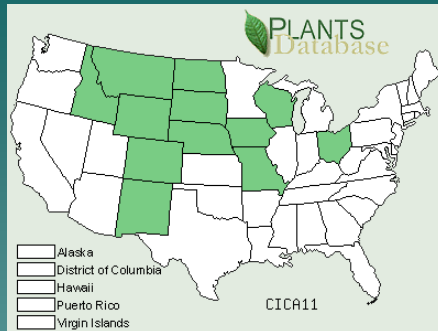 PLANTS
Database
Alaska
District of Columbia
Hawaii
Puerto Rico
Virgin Islands
CICA11